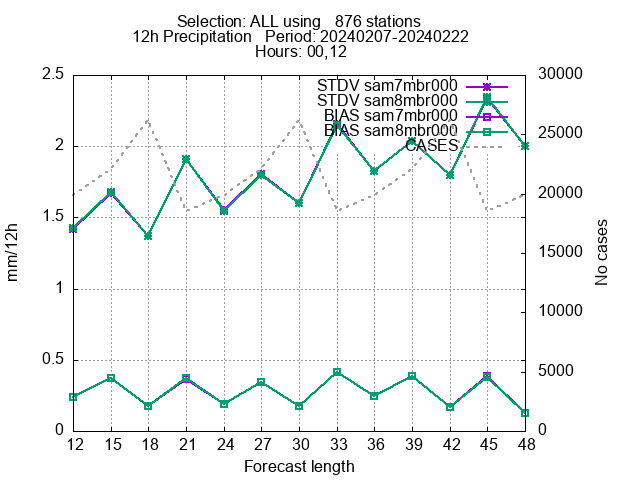 Selection: ALL using   876 stations
12h Precipitation   Period: 20240207-20240222
Hours: 00,12
2.5
2
1.5
1
0.5
0
mm/12h
STDV sam7mbr000
STDV sam8mbr000
BIAS sam7mbr000
BIAS sam8mbr000
CASES
30000
25000
20000
15000
10000
5000
0
No cases
12 15 18 21 24 27 30 33 36 39 42 45 48
Forecast length